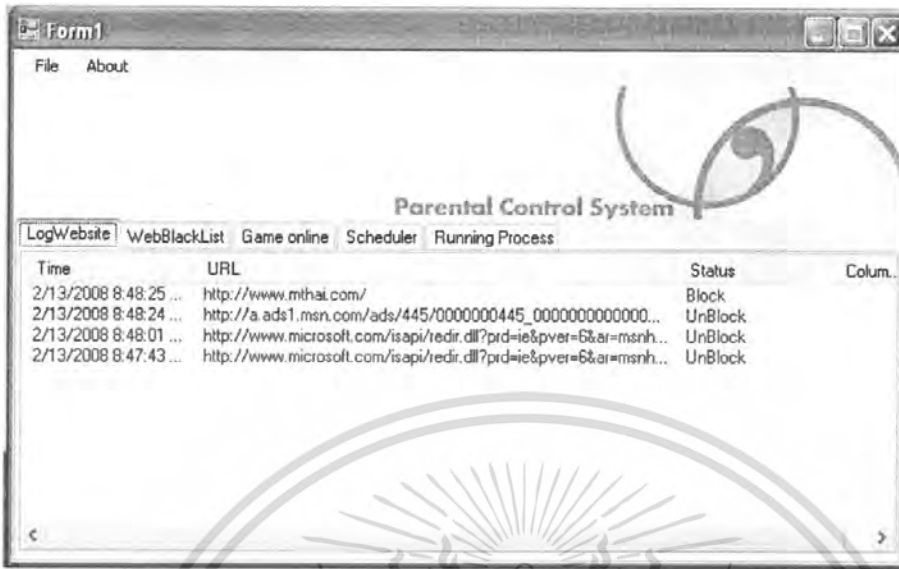 Form1
File About
Parental Control System
LogWebsite WebBlackList Game online Scheduler Running Process
Time URL Status Colum..
2/13/2008 8:48:25 ... http://www.mthai.com/ Block
2/13/2008 8:48:24 ... http://a.ads1.msn.com/ads/445/0000000445_0000000000000... UnBlock
2/13/2008 8:48:01 ... http://www.microsoft.com/isapi/redir.dll?prd=ie&pver=6&ar=msnh... UnBlock
2/13/2008 8:47:43 ... http://www.microsoft.com/isapi/redir.dll?prd=ie&pver=6&ar=msnh... UnBlock